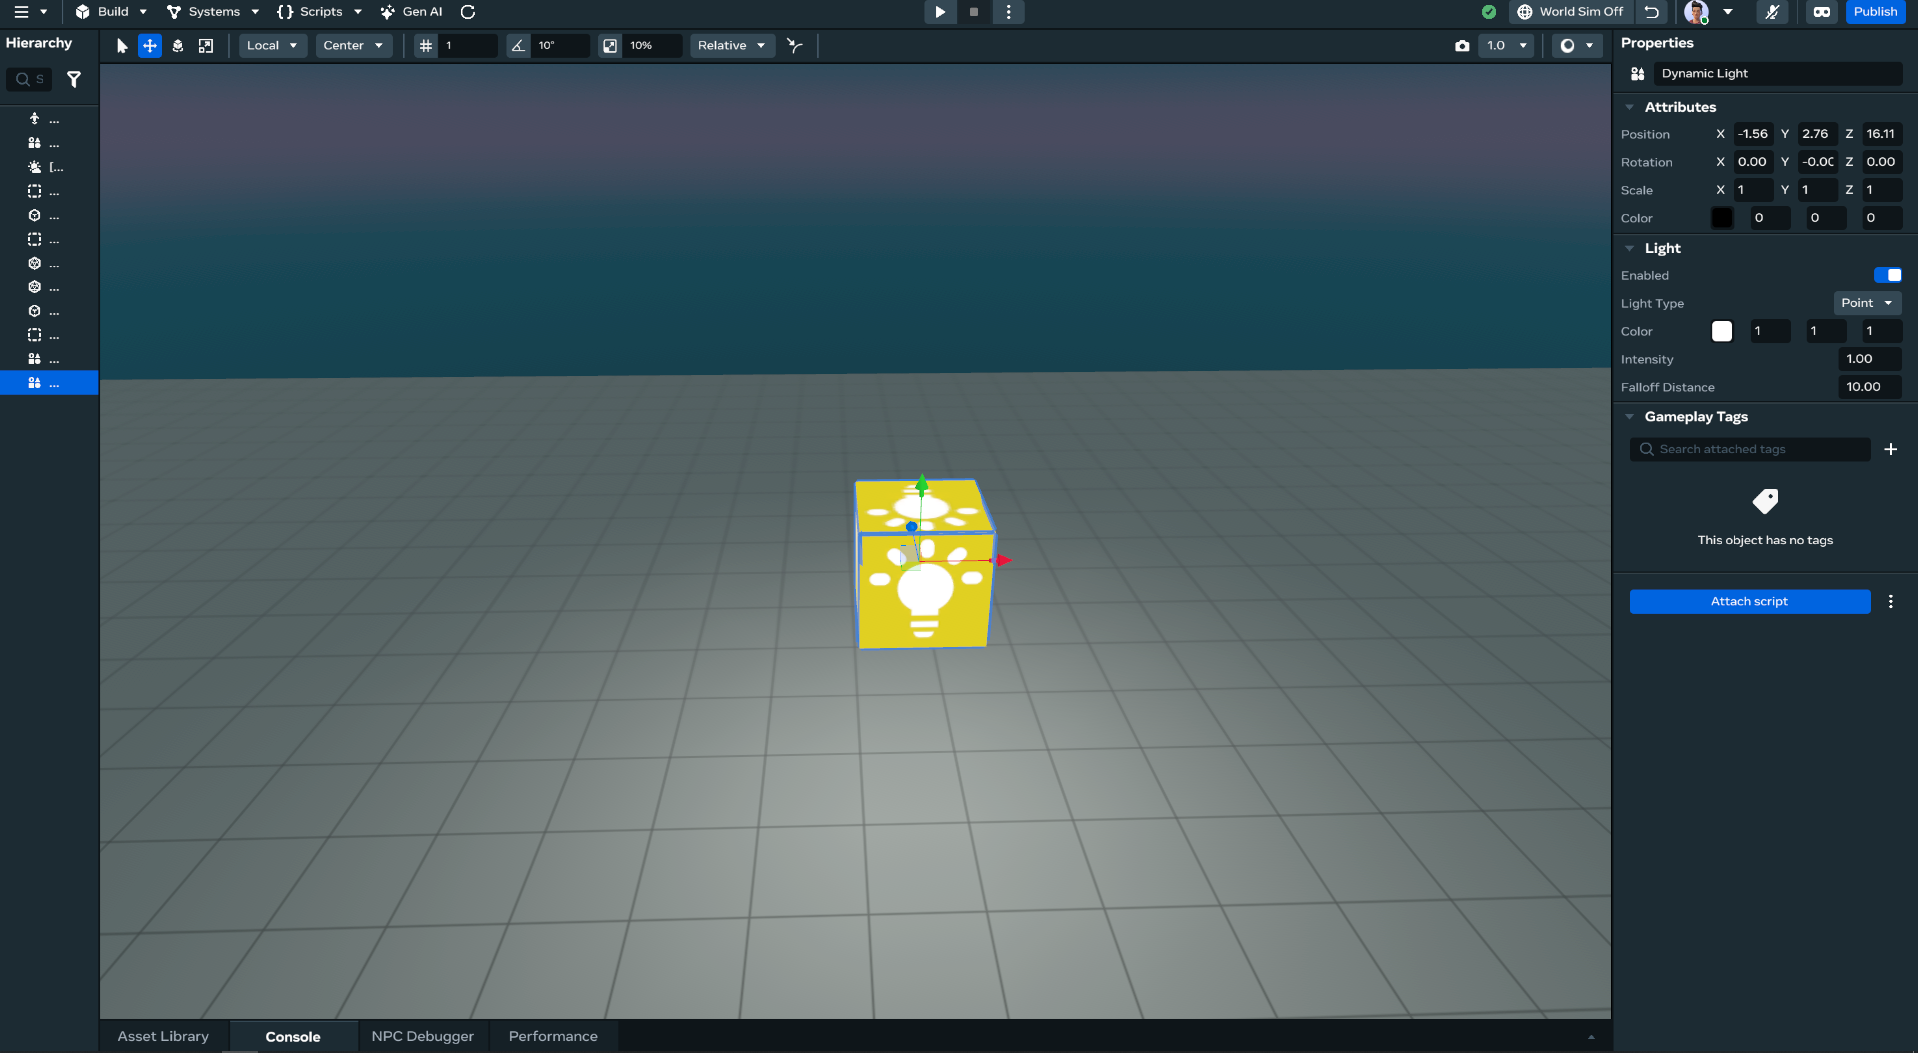 Build
Systems
Scripts
Gen AI
World Sim Off
Publish
Hierarchy
S
...
...
[...
...
...
...
...
...
...
...
...
...
Local
Center
1
10°
10%
Relative
1.0
Properties
Dynamic Light
Attributes
Position X -1.56 Y 2.76 Z 16.11
Rotation X 0.00 Y -0.0 Z 0.00
Scale X 1 Y 1 Z 1
Color 0 0 0
Light
Enabled
Light Type Point
Color 1 1 1
Intensity 1.00
Falloff Distance 10.00
Gameplay Tags
Search attached tags
This object has no tags
Attach script
Asset Library
Console
NPC Debugger
Performance